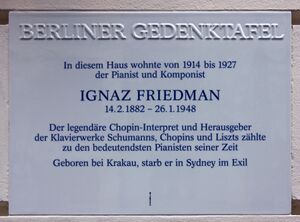 BERLINER GEDENKTAFEL
In diesem Haus wohnte von 1914 bis 1927
der Pianist und Komponist
IGNAZ FRIEDMAN
14.2.1882 – 26.1.1948
Der legendäre Chopin-Interpret und Herausgeber
der Klavierwerke Schumanns, Chopins und Liszts zählte
zu den bedeutendsten Pianisten seiner Zeit
Geboren bei Krakau, starb er in Sydney im Exil